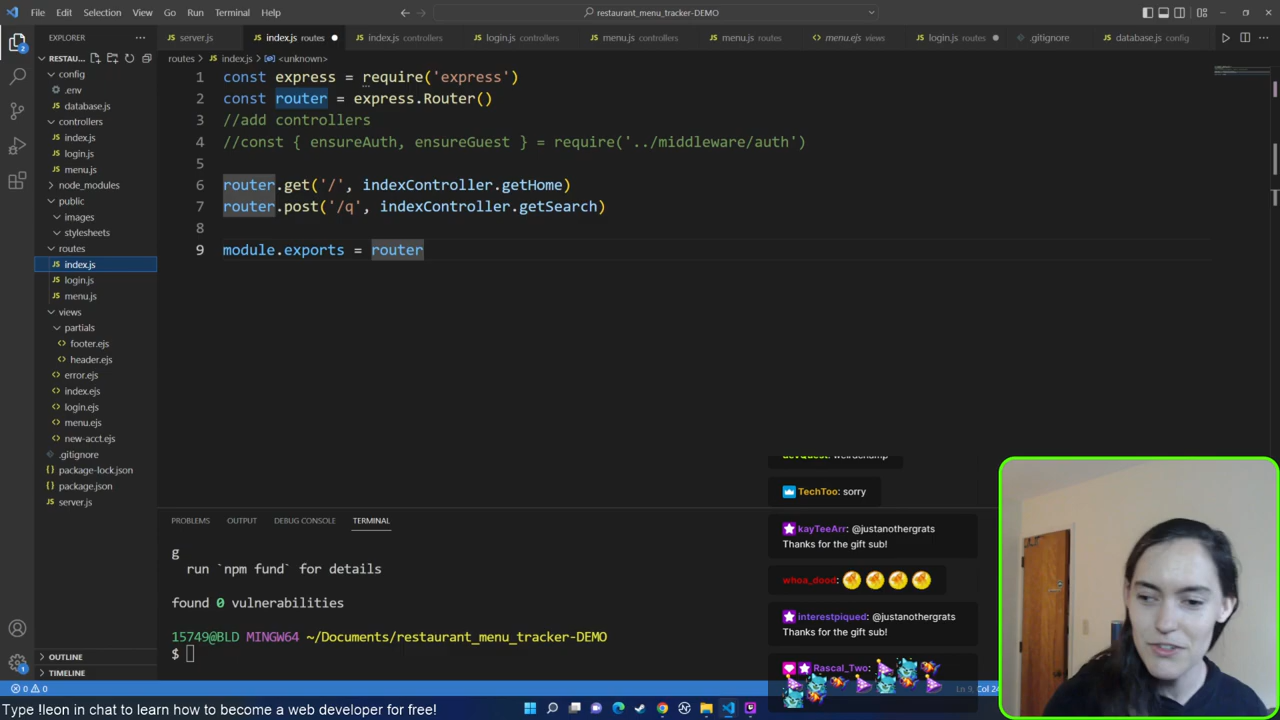 File Edit Selection View Go Run Terminal Help
restaurant_menu_tracker-DEMO
EXPLORER
RESTAU...
config
.env
database.js
controllers
index.js
login.js
menu.js
node_modules
public
images
stylesheets
routes
index.js
login.js
menu.js
views
partials
footer.ejs
header.ejs
error.ejs
index.ejs
login.ejs
menu.ejs
new-acct.ejs
.gitignore
package-lock.json
package.json
server.js
OUTLINE
TIMELINE
server.js index.js routes index.js controllers login.js controllers menu.js controllers menu.js routes menu.ejs views login.js routes .gitignore database.js config
routes > index.js > <unknown>
1 const express = require('express')
2 const router = express.Router()
3 //add controllers
4 //const { ensureAuth, ensureGuest } = require('../middleware/auth')
5
6 router.get('/', indexController.getHome)
7 router.post('/q', indexController.getSearch)
8
9 module.exports = router
PROBLEMS OUTPUT DEBUG CONSOLE TERMINAL
g
run `npm fund` for details
found 0 vulnerabilities
15749@BLD MINGW64 ~/Documents/restaurant_menu_tracker-DEMO
$
TechToo: sorry
kayTeeArr: @justanothergrats
Thanks for the gift sub!
whoa_dood:
interestpiqued: @justanothergrats
Thanks for the gift sub!
Rascal_Two:
0 0
Ln 9, Col 24
Type !leon in chat to learn how to become a web developer for free!